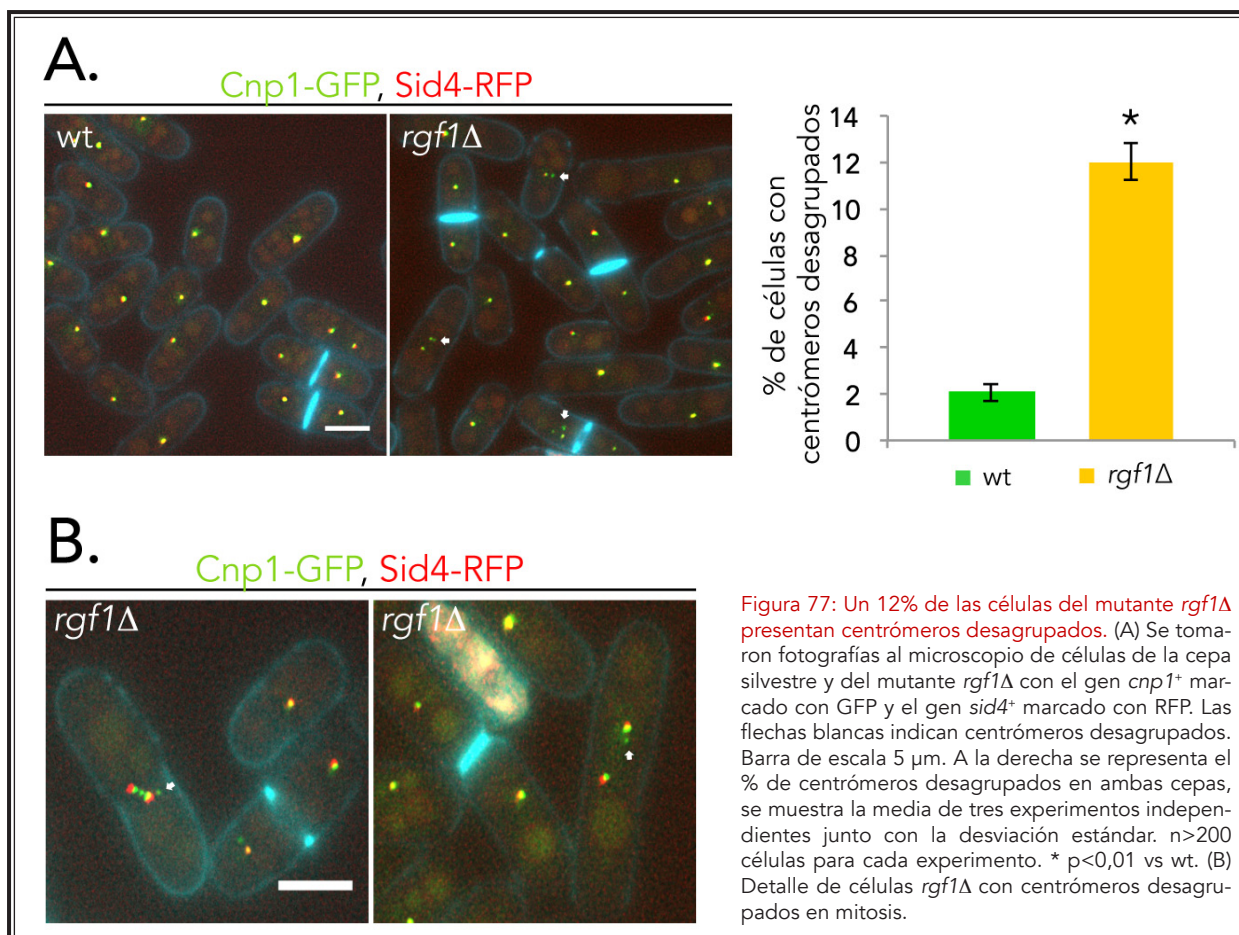 A.
Cnp1-GFP, Sid4-RFP
wt
rgf1Δ
% de células con
centrómeros desagrupados
14
12
10
8
6
4
2
0
*
wt
rgf1Δ
B.
Cnp1-GFP, Sid4-RFP
rgf1Δ
rgf1Δ
Figura 77: Un 12% de las células del mutante rgf1Δ
presentan centrómeros desagrupados. (A) Se toma-
ron fotografías al microscopio de células de la cepa
silvestre y del mutante rgf1Δ con el gen cnp1⁺ mar-
cado con GFP y el gen sid4⁺ marcado con RFP. Las
flechas blancas indican centrómeros desagrupados.
Barra de escala 5 µm. A la derecha se representa el
% de centrómeros desagrupados en ambas cepas,
se muestra la media de tres experimentos indepen-
dientes junto con la desviación estándar. n>200
células para cada experimento. * p<0,01 vs wt. (B)
Detalle de células rgf1Δ con centrómeros desagru-
pados en mitosis.